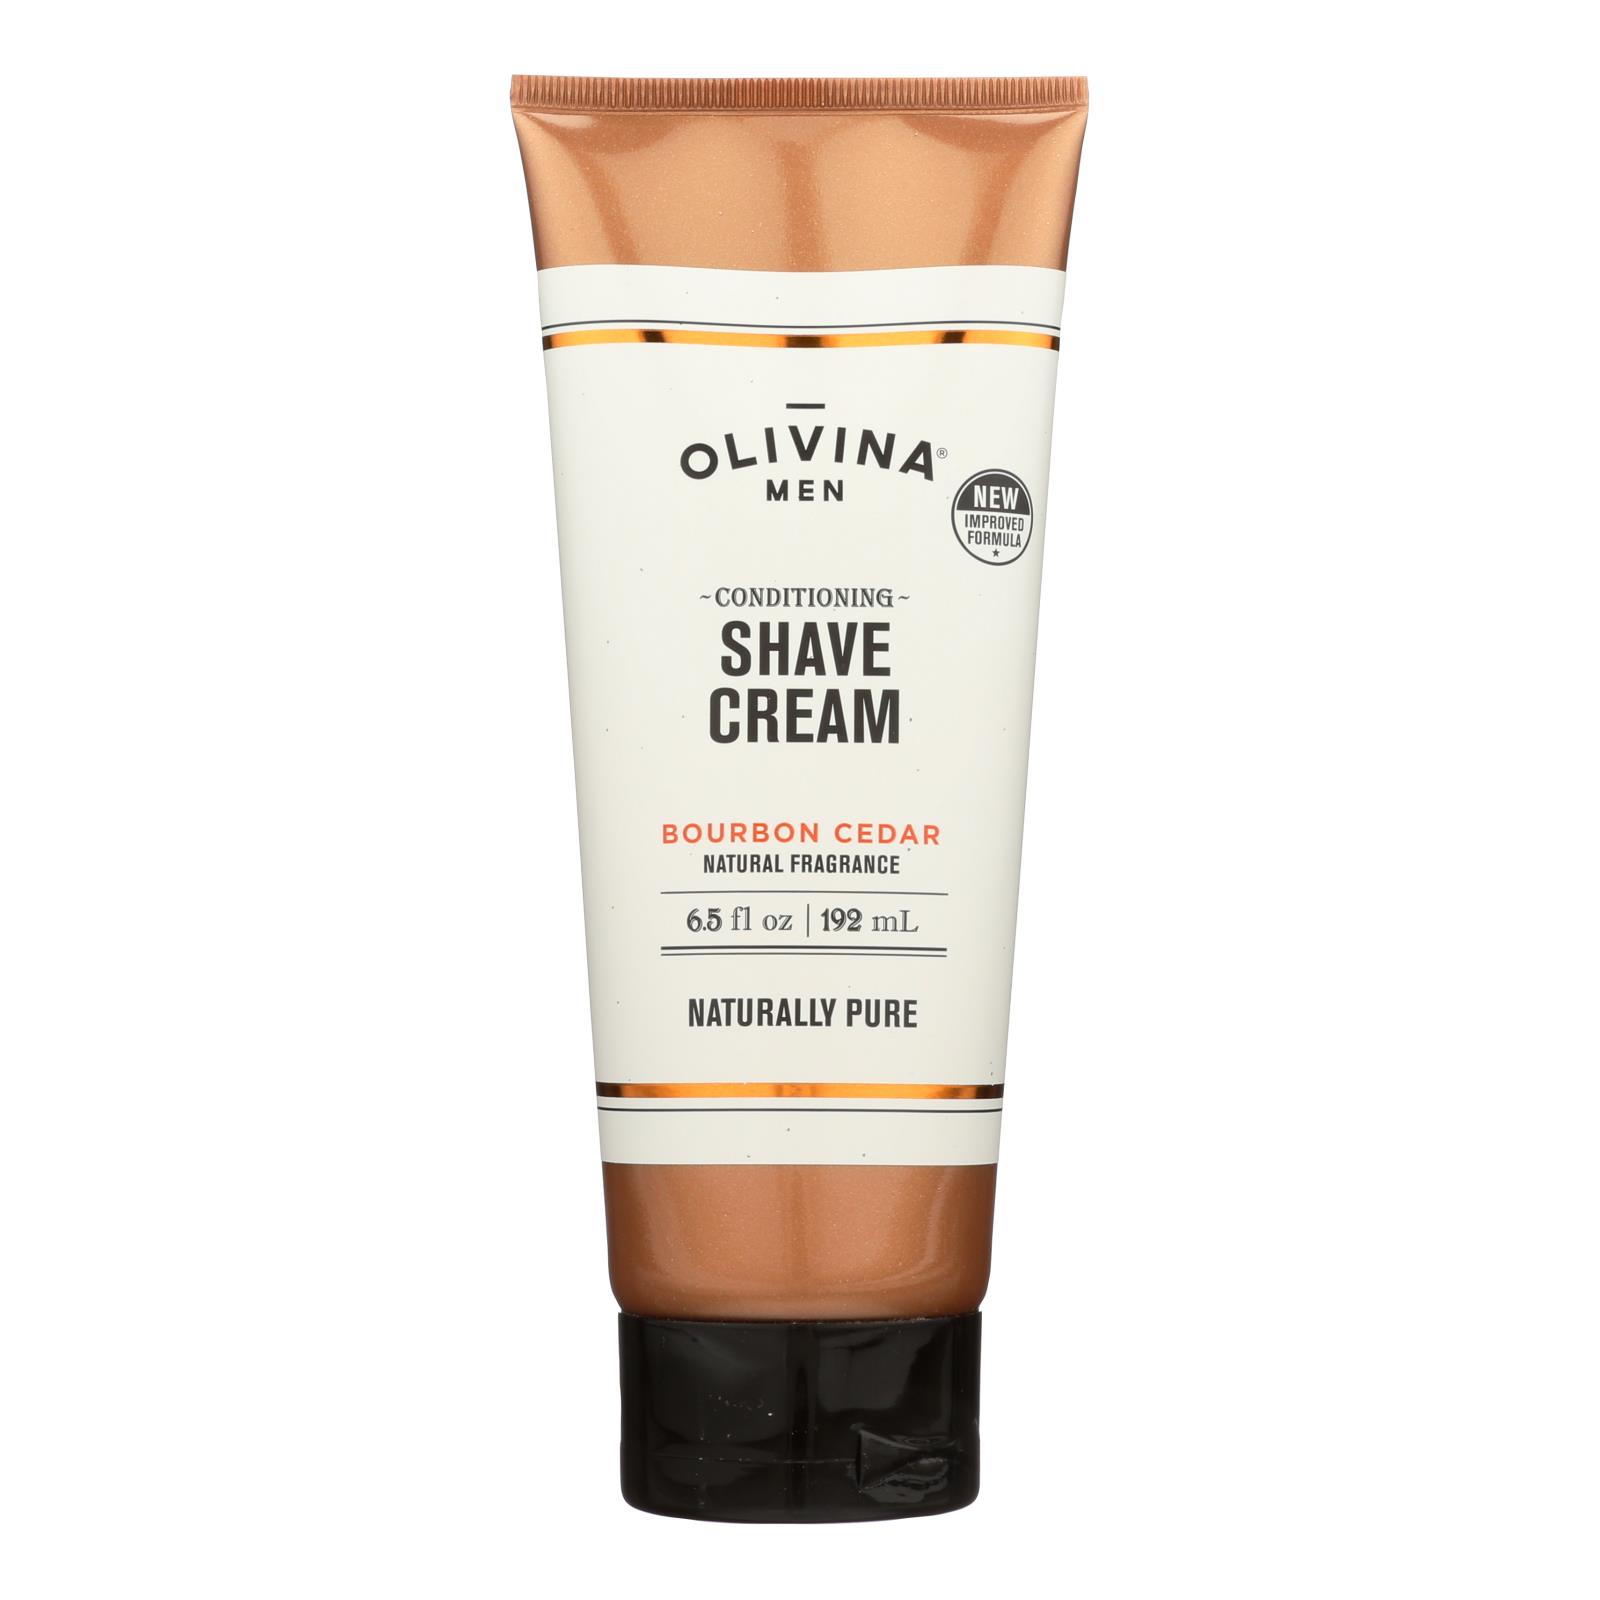 OLIVINA®
MEN
NEW
IMPROVED
FORMULA
~CONDITIONING~
SHAVE
CREAM
BOURBON CEDAR
NATURAL FRAGRANCE
6.5 fl oz | 192 mL
NATURALLY PURE